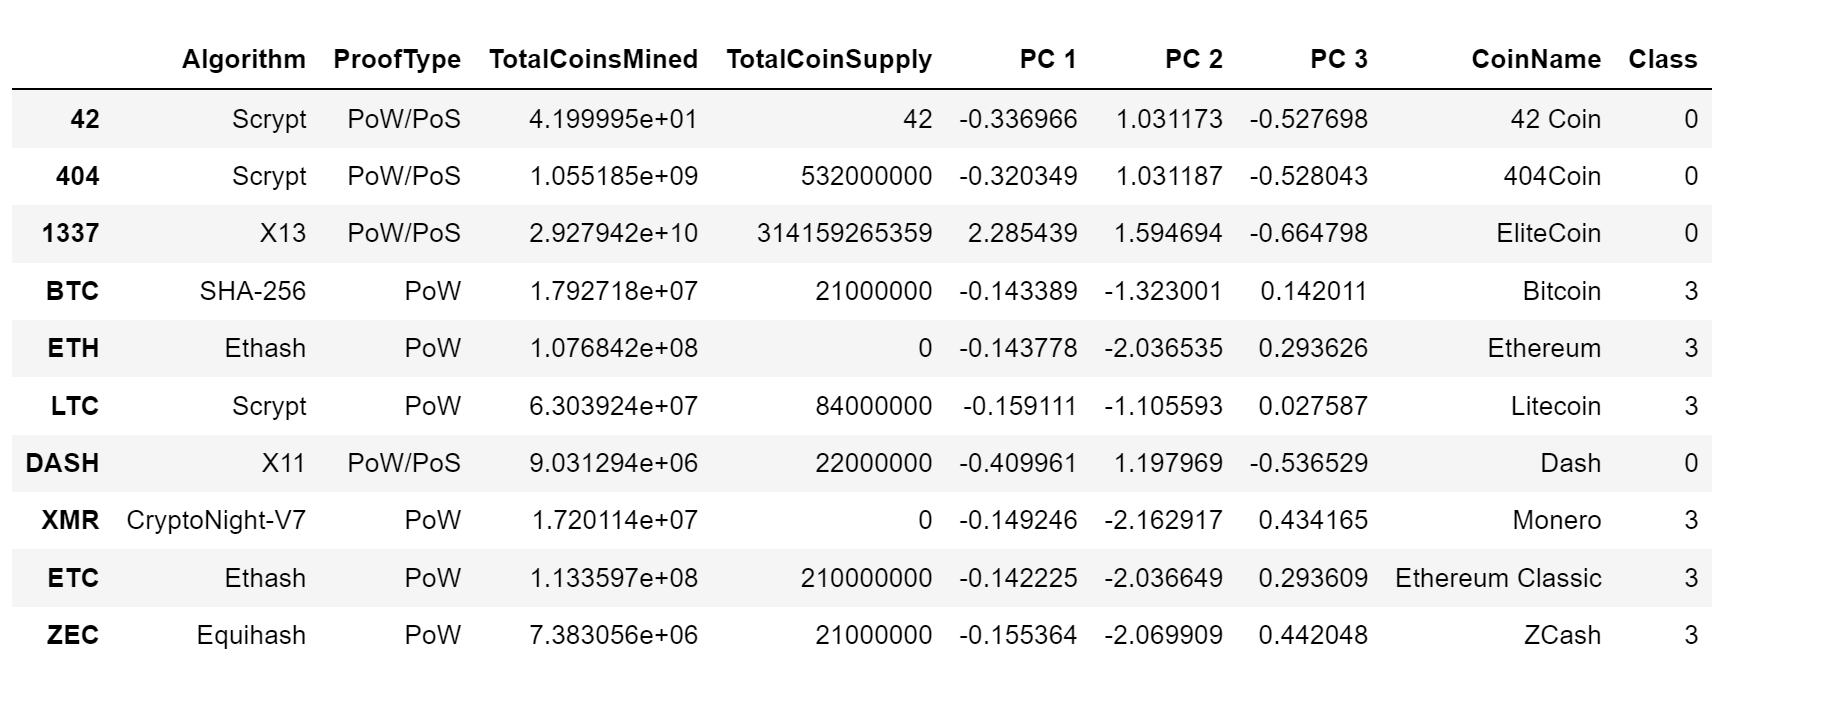 Algorithm ProofType TotalCoinsMined TotalCoinSupply PC 1 PC 2 PC 3 CoinName Class
42 Scrypt PoW/PoS 4.199995e+01 42 -0.336966 1.031173 -0.527698 42 Coin 0
404 Scrypt PoW/PoS 1.055185e+09 532000000 -0.320349 1.031187 -0.528043 404Coin 0
1337 X13 PoW/PoS 2.927942e+10 314159265359 2.285439 1.594694 -0.664798 EliteCoin 0
BTC SHA-256 PoW 1.792718e+07 21000000 -0.143389 -1.323001 0.142011 Bitcoin 3
ETH Ethash PoW 1.076842e+08 0 -0.143778 -2.036535 0.293626 Ethereum 3
LTC Scrypt PoW 6.303924e+07 84000000 -0.159111 -1.105593 0.027587 Litecoin 3
DASH X11 PoW/PoS 9.031294e+06 22000000 -0.409961 1.197969 -0.536529 Dash 0
XMR CryptoNight-V7 PoW 1.720114e+07 0 -0.149246 -2.162917 0.434165 Monero 3
ETC Ethash PoW 1.133597e+08 210000000 -0.142225 -2.036649 0.293609 Ethereum Classic 3
ZEC Equihash PoW 7.383056e+06 21000000 -0.155364 -2.069909 0.442048 ZCash 3